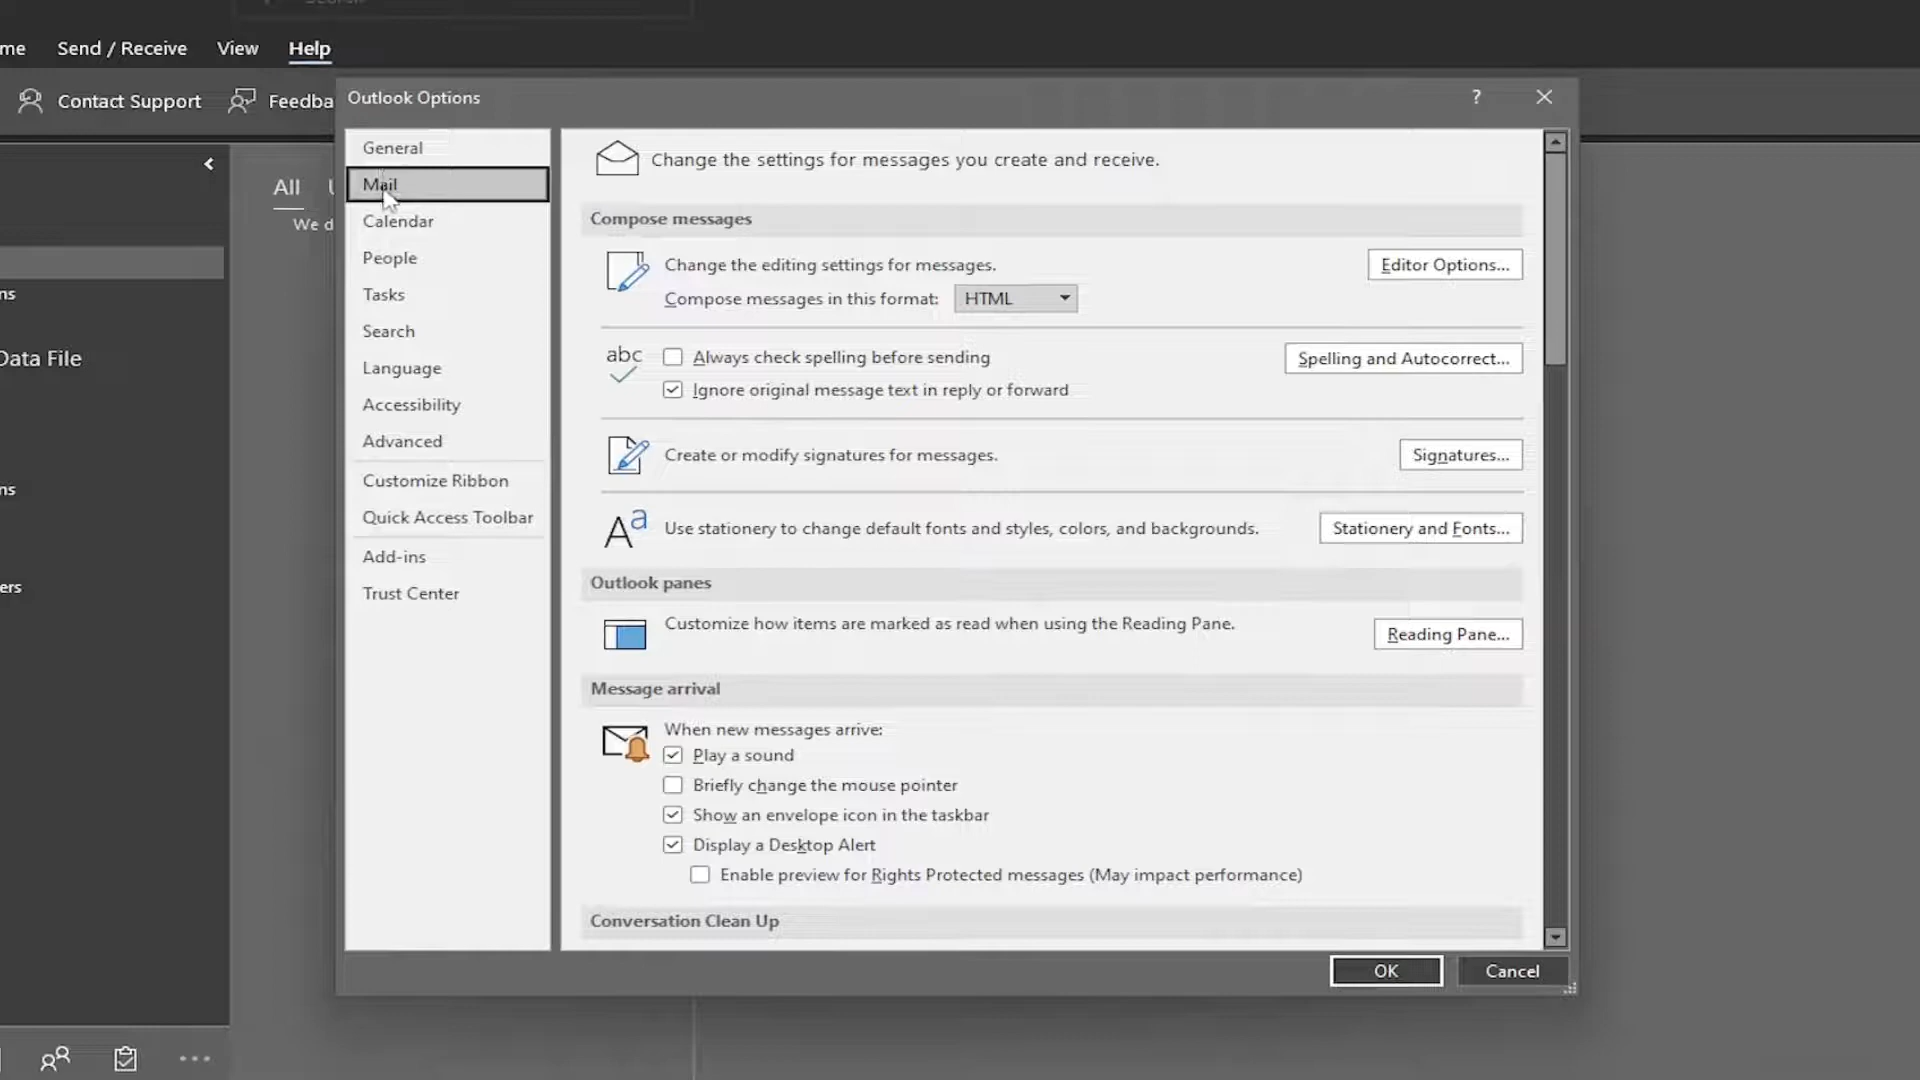 me Send / Receive View Help
Contact Support Feedba
Outlook Options ?
All
We d
ns
Data File
ns
ers
General
Mail
Calendar
People
Tasks
Search
Language
Accessibility
Advanced
Customize Ribbon
Quick Access Toolbar
Add-ins
Trust Center
Change the settings for messages you create and receive.
Compose messages
Change the editing settings for messages.
Editor Options...
Compose messages in this format: HTML
abc
Always check spelling before sending
Spelling and Autocorrect...
Ignore original message text in reply or forward
Create or modify signatures for messages.
Signatures...
Aa
Use stationery to change default fonts and styles, colors, and backgrounds.
Stationery and Fonts...
Outlook panes
Customize how items are marked as read when using the Reading Pane.
Reading Pane...
Message arrival
When new messages arrive:
Play a sound
Briefly change the mouse pointer
Show an envelope icon in the taskbar
Display a Desktop Alert
Enable preview for Rights Protected messages (May impact performance)
Conversation Clean Up
OK Cancel